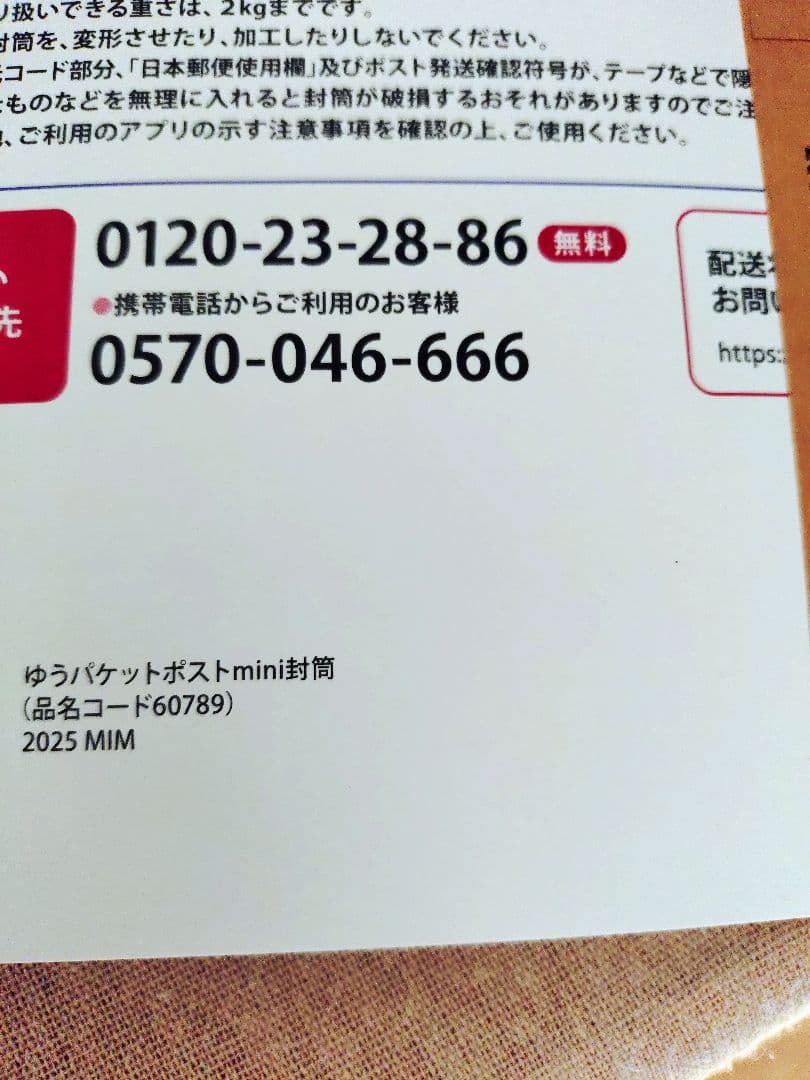 り扱いできる重さは、2kgまでです。
封筒を、変形させたり、加工したりしないでください。
コード部分、「日本郵便使用欄」及びポスト発送確認符号が、テープなどで隠
ものなどを無理に入れると封筒が破損するおそれがありますのでご注
、ご利用のアプリの示す注意事項を確認の上、ご使用ください。
い
先
0120-23-28-86 無料
●携帯電話からご利用のお客様
0570-046-666
配送
お問い
https:
ゆうパケットポストmini封筒
(品名コード60789)
2025 MIM